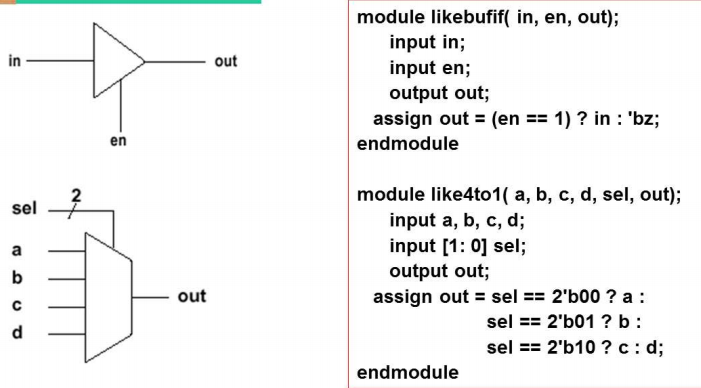 in
out
en
sel
2
a
b
c
d
out
module likebufif( in, en, out);
input in;
input en;
output out;
assign out = (en == 1) ? in : 'bz;
endmodule
module like4to1( a, b, c, d, sel, out);
input a, b, c, d;
input [1: 0] sel;
output out;
assign out = sel == 2'b00 ? a :
sel == 2'b01 ? b :
sel == 2'b10 ? c : d;
endmodule